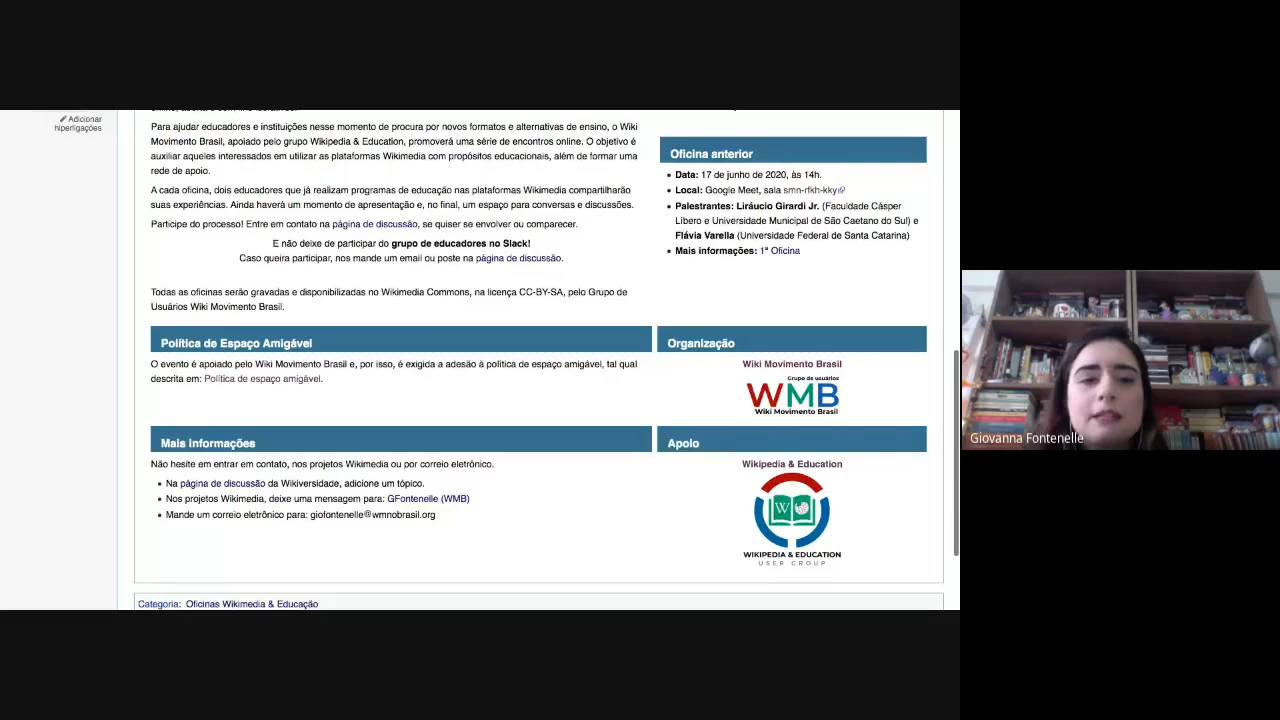 Adicionar
hiperligações
Para ajudar educadores e instituições nesse momento de procura por novos formatos e alternativas de ensino, o Wiki
Movimento Brasil, apoiado pelo grupo Wikipedia & Education, promoverá uma série de encontros online. O objetivo é
auxiliar aqueles interessados em utilizar as plataformas Wikimedia com propósitos educacionais, além de formar uma
rede de apoio.
A cada oficina, dois educadores que já realizam programas de educação nas plataformas Wikimedia compartilharão
suas experiências. Ainda haverá um momento de apresentação e, no final, um espaço para conversas e discussões.
Participe do processo! Entre em contato na página de discussão, se quiser se envolver ou comparecer.
E não deixe de participar do grupo de educadores no Slack!
Caso queira participar, nos mande um email ou poste na página de discussão.
Todas as oficinas serão gravadas e disponibilizadas no Wikimedia Commons, na licença CC-BY-SA, pelo Grupo de
Usuários Wiki Movimento Brasil.
Oficina anterior
Data: 17 de junho de 2020, às 14h.
Local: Google Meet, sala smn-rfkh-kky
Palestrantes: Liráucio Girardi Jr. (Faculdade Cásper
Líbero e Universidade Municipal de São Caetano do Sul) e
Flávia Varella (Universidade Federal de Santa Catarina)
Mais informações: 1ª Oficina
Política de Espaço Amigável
O evento é apoiado pelo Wiki Movimento Brasil e, por isso, é exigida a adesão à política de espaço amigável, tal qual
descrita em: Política de espaço amigável.
Organização
Wiki Movimento Brasil
Grupo de usuários
WMB
Wiki Movimento Brasil
Mais informações
Não hesite em entrar em contato, nos projetos Wikimedia ou por correio eletrônico.
Na página de discussão da Wikiversidade, adicione um tópico.
Nos projetos Wikimedia, deixe uma mensagem para: GFontenelle (WMB)
Mande um correio eletrônico para: giofontenelle@wmnobrasil.org
Apoio
Wikipedia & Education
W
WIKIPEDIA & EDUCATION
USER GROUP
Categoria: Oficinas Wikimedia & Educação
Giovanna Fontenelle